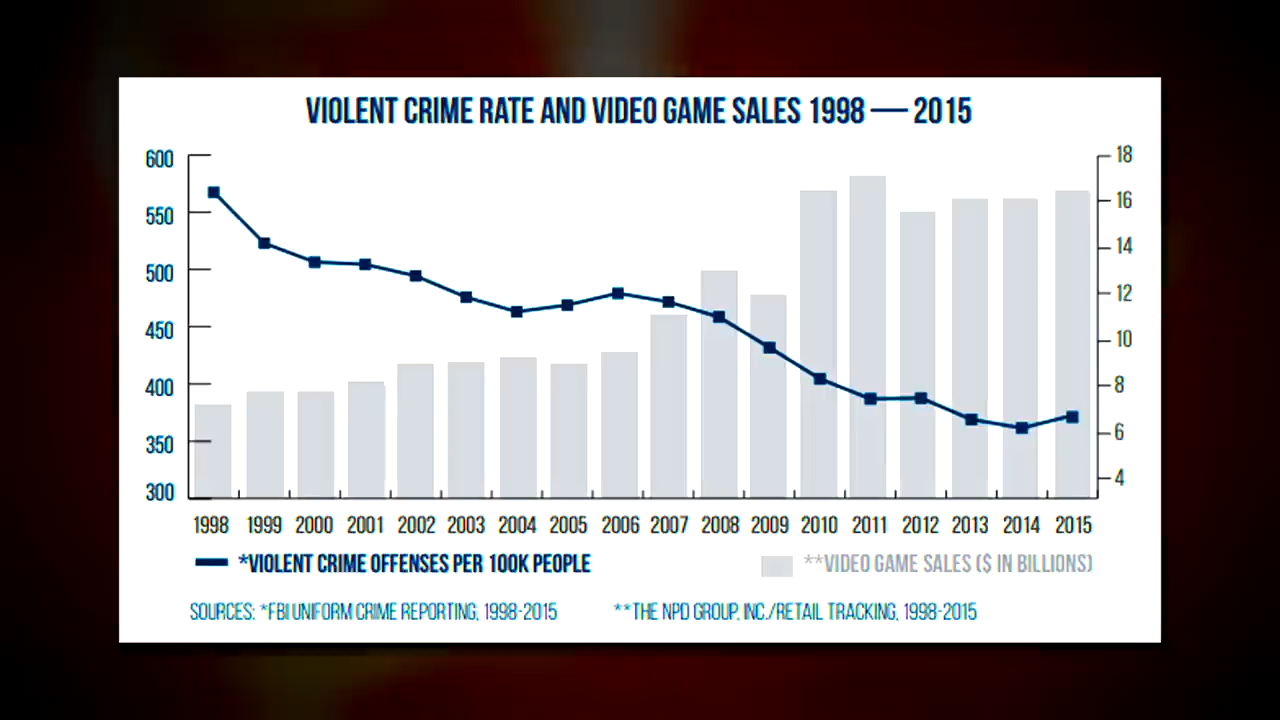 VIOLENT CRIME RATE AND VIDEO GAME SALES 1998 — 2015
600
550
500
450
400
350
300
18
16
14
12
10
8
6
4
1998 1999 2000 2001 2002 2003 2004 2005 2006 2007 2008 2009 2010 2011 2012 2013 2014 2015
*VIOLENT CRIME OFFENSES PER 100K PEOPLE
**VIDEO GAME SALES ($ IN BILLIONS)
SOURCES: *FBI UNIFORM CRIME REPORTING, 1998-2015
**THE NPD GROUP, INC./RETAIL TRACKING, 1998-2015